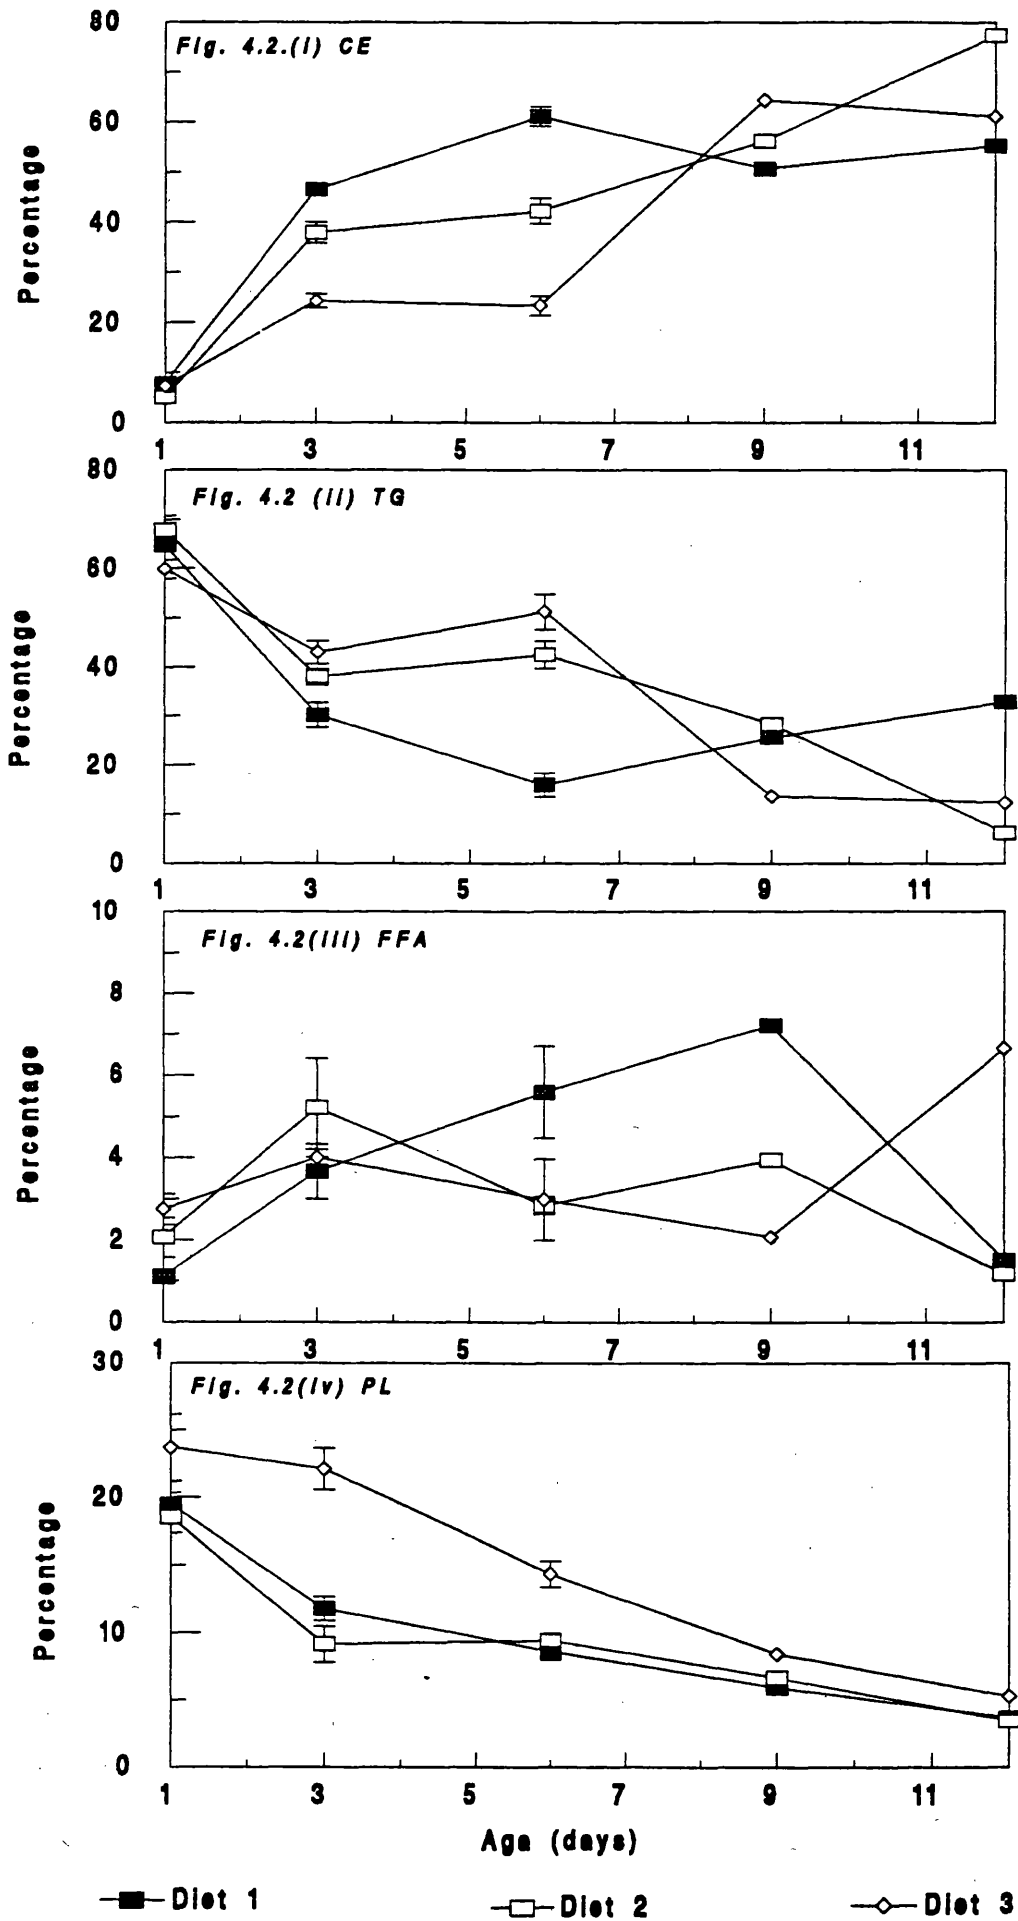 80
Fig. 4.2.(i) CE
60
40
20
0
Percentage
1 3 5 7 9 11
80
Fig. 4.2 (ii) TG
60
40
20
0
Percentage
1 3 5 7 9 11
10
Fig. 4.2(iii) FFA
8
6
4
2
0
Percentage
1 3 5 7 9 11
30
Fig. 4.2(iv) PL
20
10
0
Percentage
1 3 5 7 9 11
Age (days)
Diet 1 Diet 2 Diet 3